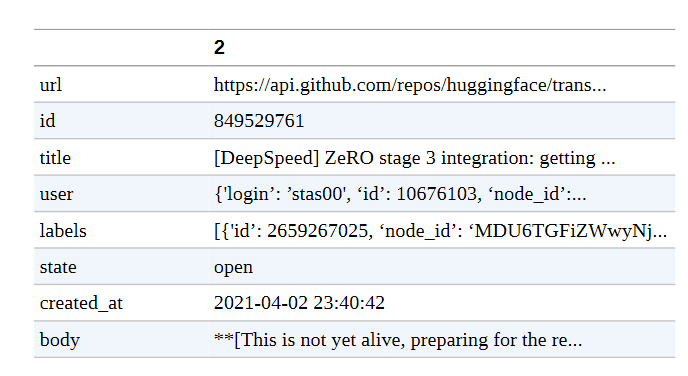 2
url https://api.github.com/repos/huggingface/trans...
id 849529761
title [DeepSpeed] ZeRO stage 3 integration: getting ...
user {'login’: ’stas00', ‘id’: 10676103, ‘node_id’:...
labels [{'id’: 2659267025, ‘node_id’: ‘MDU6TGFiZWwyNj...
state open
created_at 2021-04-02 23:40:42
body **[This is not yet alive, preparing for the re...